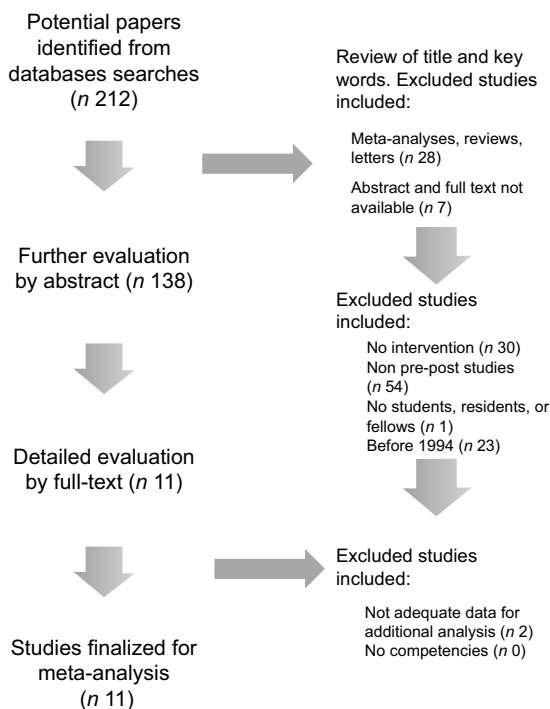 Potential papers
identified from
databases searches
(n 212)
Review of title and key
words. Excluded studies
included:
Meta-analyses, reviews,
letters (n 28)
Abstract and full text not
available (n 7)
Further evaluation
by abstract (n 138)
Excluded studies
included:
No intervention (n 30)
Non pre-post studies
(n 54)
No students, residents, or
fellows (n 1)
Before 1994 (n 23)
Detailed evaluation
by full-text (n 11)
Excluded studies
included:
Not adequate data for
additional analysis (n 2)
No competencies (n 0)
Studies finalized for
meta-analysis
(n 11)